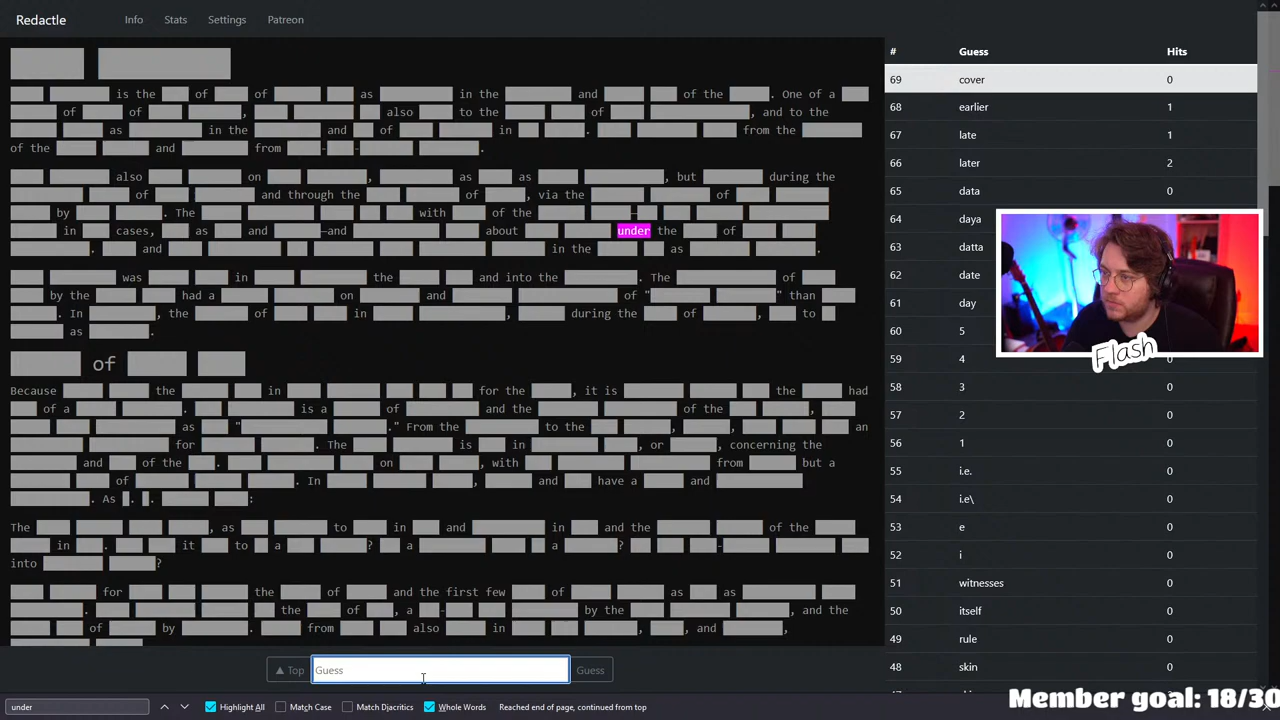 Redactle Info Stats Settings Patreon
# Guess Hits
69 cover 0
68 earlier 1
67 late 1
66 later 2
65 data 0
64 daya
63 datta
62 date
61 day
60 5
59 4 0
58 3 0
57 2 0
56 1 0
55 i.e. 0
54 i.e\ 0
53 e 0
52 i 0
51 witnesses 0
50 itself 0
49 rule 0
48 skin 0
Flash
is the of of as in the and of the . One of a
of of , also to the of , and to the
as in the and of in . from the
of the and from - - .
also on , as as , but during the
of and through the of , via the of
by . The with of the – 
in cases, as and –and about under the of
. and in the as .
was in the and into the . The of
by the had a on and of " " than
. In , the of in , during the of , to
as .
of
Because the in for the , it is the had
of a . is a of and the of the ,
as " ." From the to the , , an
for . The is in , or , concerning the
and of the . on , with from but a
of . In , and have a and
. As . . :
The , as to in and in and the of the
in . it to a ? a a ? -
into ?
for the of and the first few of as as
. the of , a - by the , and the
of by . from also in , , and ,
▲ Top Guess Guess
under Highlight All Match Case Match Diacritics Whole Words Reached end of page, continued from top
Member goal: 18/30